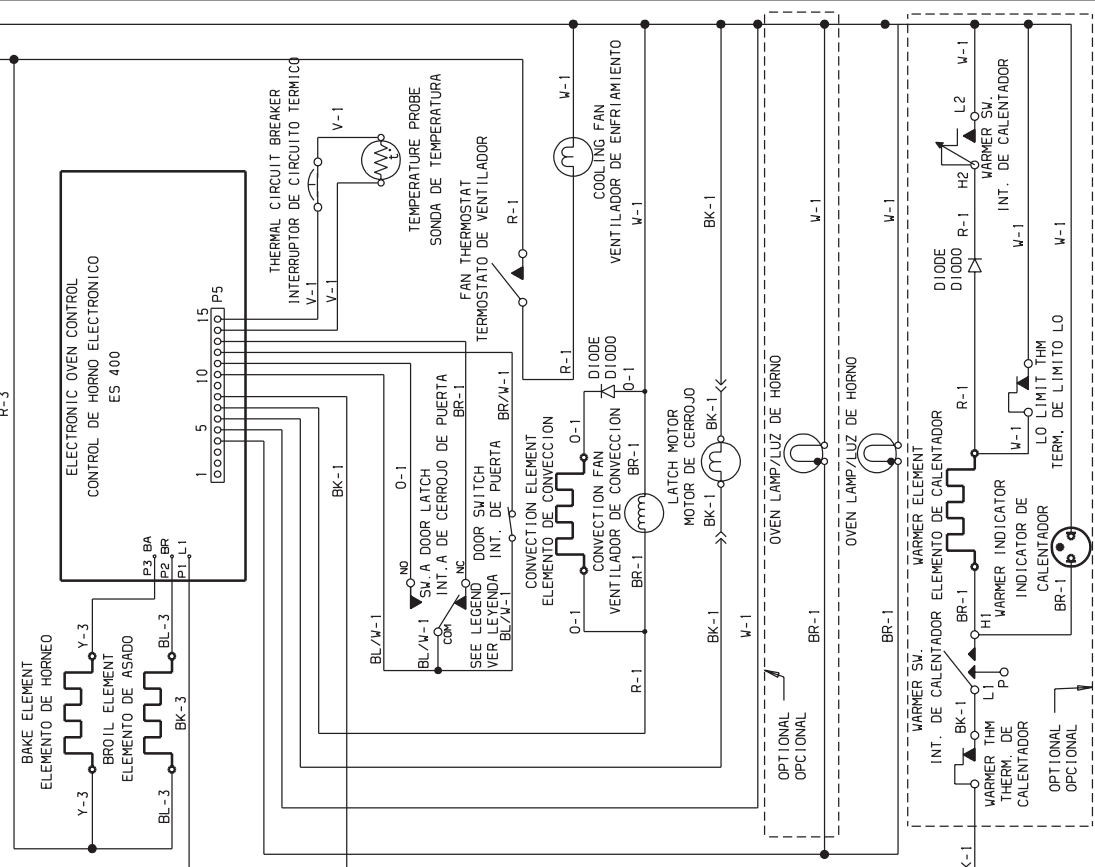 R-3
ELECTRONIC OVEN CONTROL
CONTROL DE HORNO ELECTRONICO
ES 400
P5
15
10
5
1
P3 BA
P2 BR
P1 L1
BAKE ELEMENT
ELEMENTO DE HORNEO
Y-3
Y-3
BROIL ELEMENT
ELEMENTO DE ASADO
BL-3
BL-3
BK-3
THERMAL CIRCUIT BREAKER
INTERRUPTOR DE CIRCUITO TERMICO
V-1
V-1
V-1
t
TEMPERATURE PROBE
SONDA DE TEMPERATURA
FAN THERMOSTAT
TERMOSTATO DE VENTILADOR
R-1
R-1
W-1
COOLING FAN
VENTILADOR DE ENFRIAMIENTO
BK-1
O-1
NO
SW.A DOOR LATCH
INT.A DE CERROJO DE PUERTA
BR-1
NC
COM
BL/W-1
BL/W-1
SEE LEGEND
VER LEYENDA
DOOR SWITCH
INT. DE PUERTA
BR/W-1
BL/W-1
CONVECTION ELEMENT
ELEMENTO DE CONVECCION
O-1
O-1
DIODE
DIODO
O-1
CONVECTION FAN
VENTILADOR DE CONVECCION
BR-1
BR-1
R-1
W-1
LATCH MOTOR
MOTOR DE CERROJO
BK-1
BK-1
BK-1
BK-1
W-1
OVEN LAMP/LUZ DE HORNO
W-1
BR-1
OPTIONAL
OPCIONAL
OVEN LAMP/LUZ DE HORNO
W-1
BR-1
W-1
L2
WARMER SW.
INT. DE CALENTADOR
H2
R-1
DIODE
DIODO
R-1
WARMER ELEMENT
ELEMENTO DE CALENTADOR
BR-1
H1
WARMER SW.
INT. DE CALENTADOR
P
L1
BK-1
WARMER THM
THERM. DE
CALENTADOR
K-1
W-1
LO LIMIT THM
TERM. DE LIMITO LO
W-1
W-1
WARMER INDICATOR
INDICATOR DE
CALENTADOR
BR-1
OPTIONAL
OPCIONAL